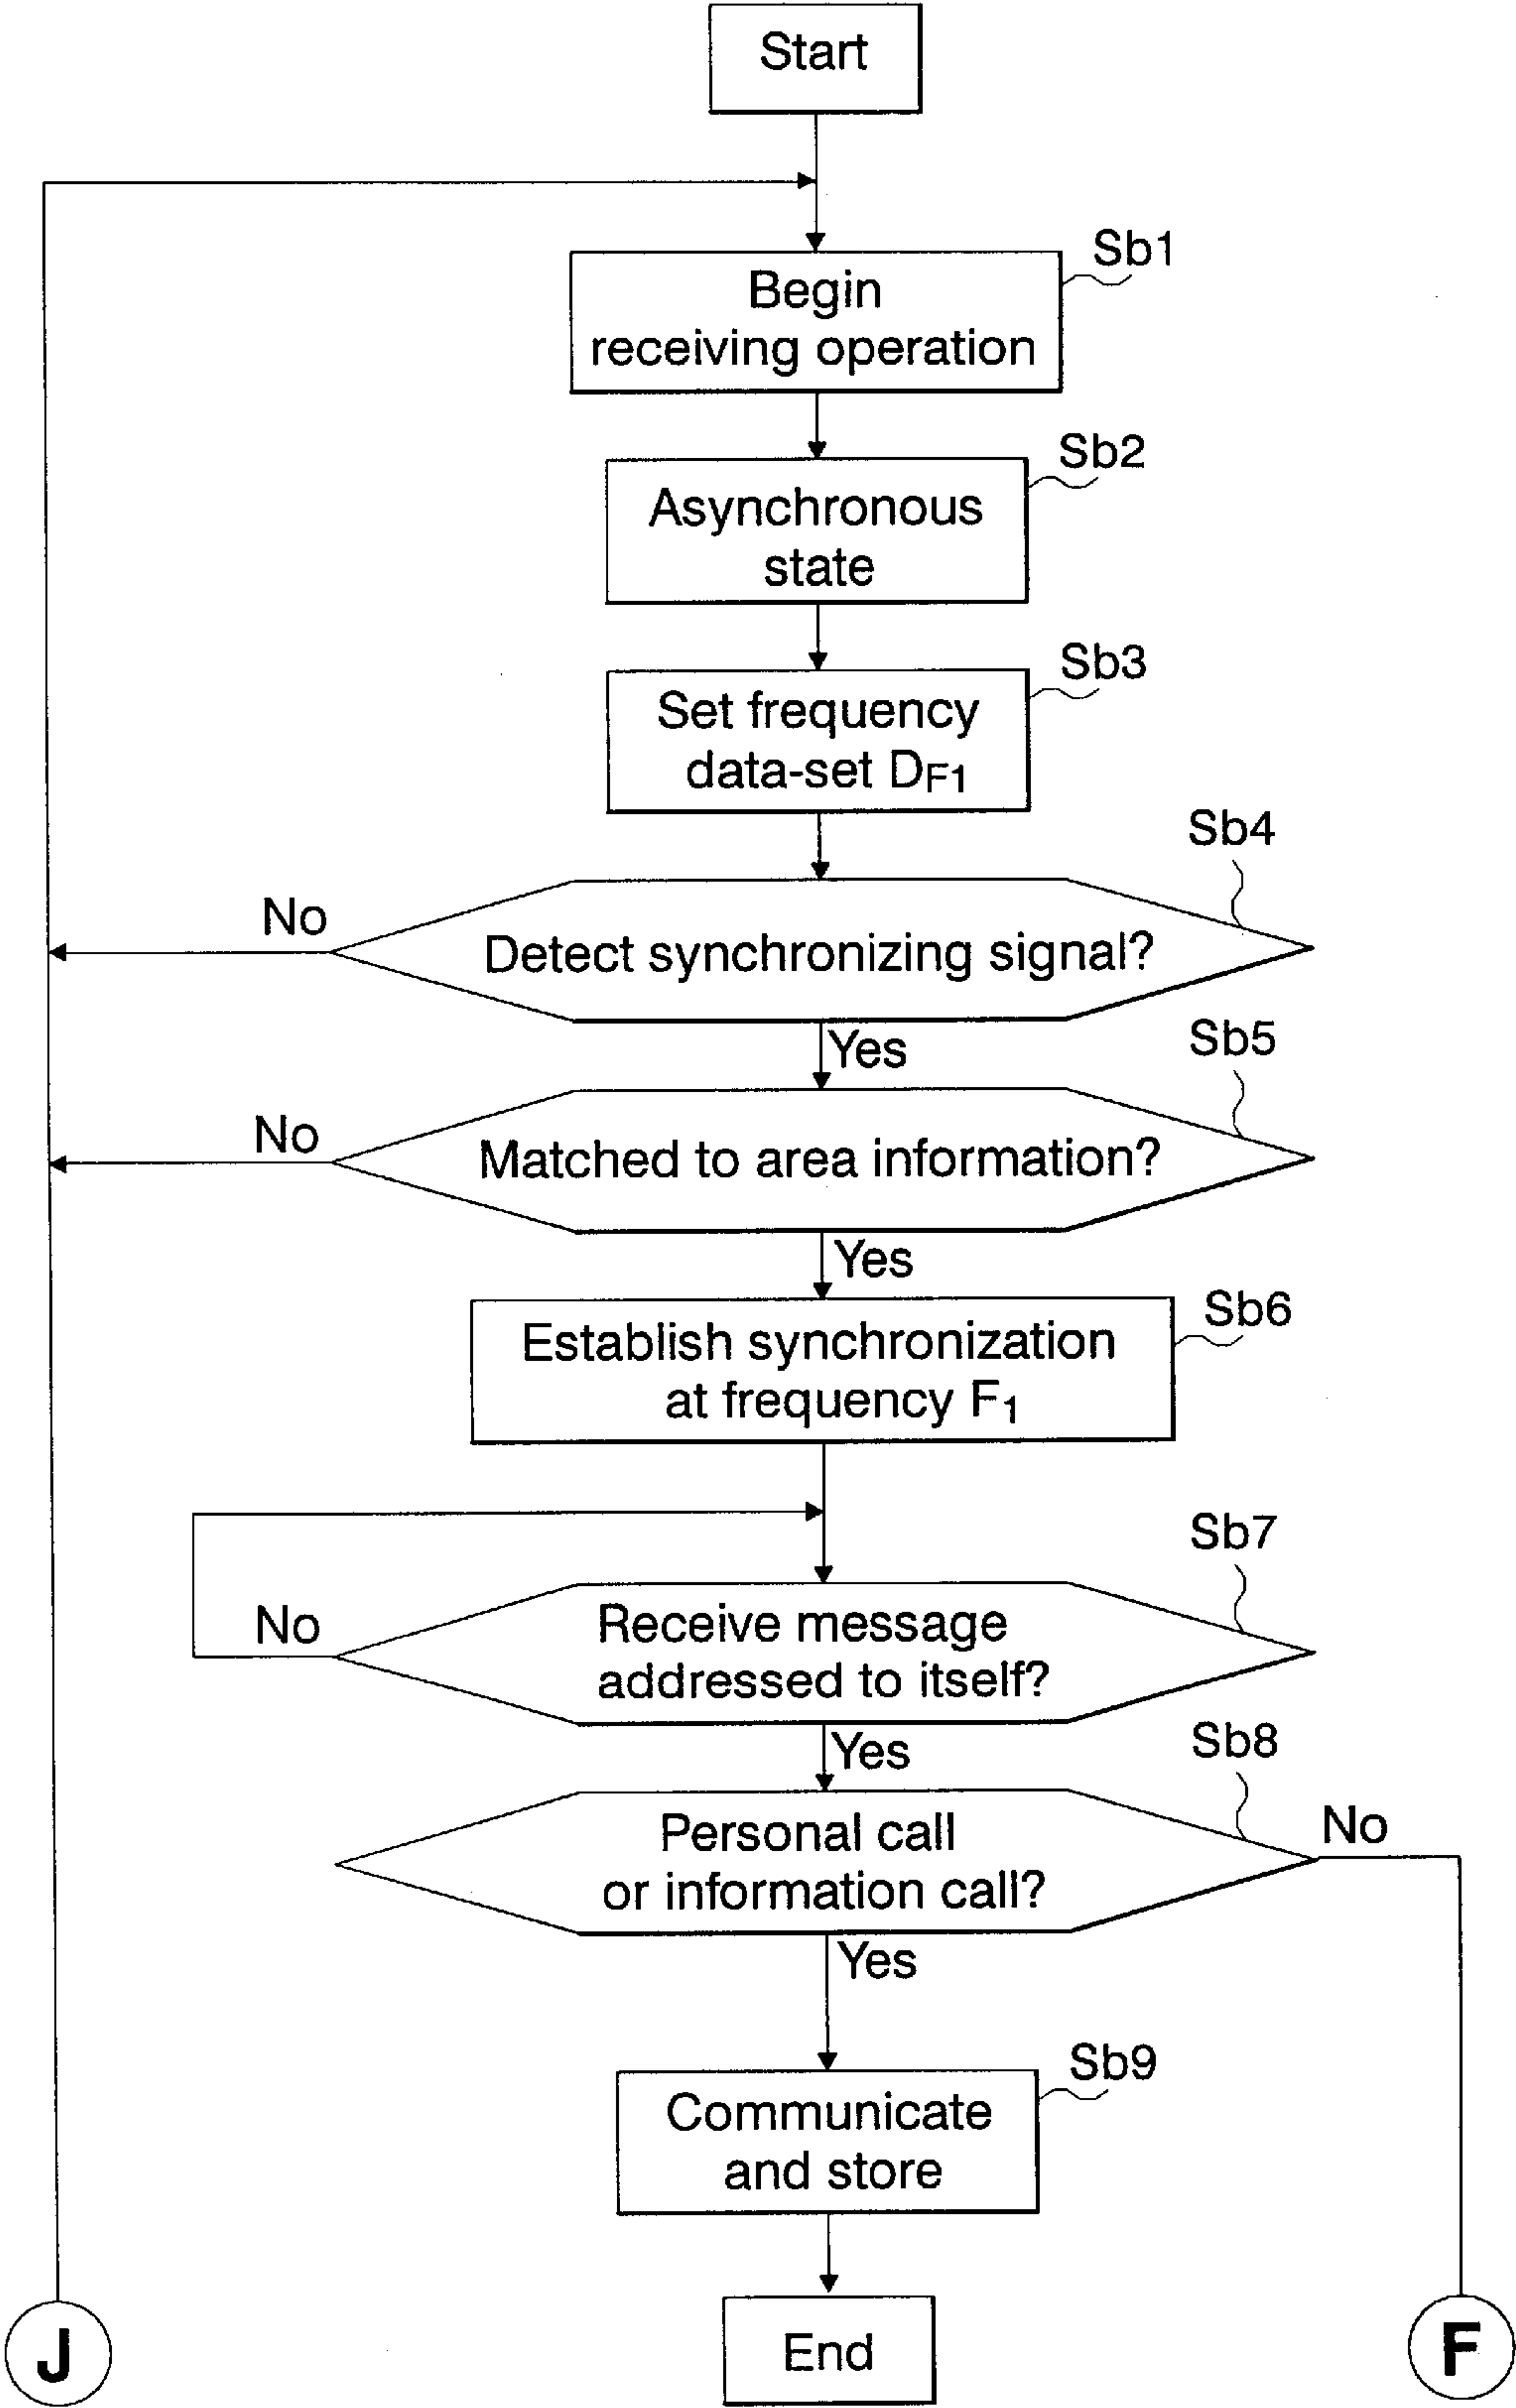 Start
Sb1
Begin
receiving operation
Sb2
Asynchronous
state
Sb3
Set frequency
data-set DF1
Sb4
No
Detect synchronizing signal?
Yes
Sb5
No
Matched to area information?
Yes
Sb6
Establish synchronization
at frequency F1
Sb7
No
Receive message
addressed to itself?
Yes
Sb8
No
Personal call
or information call?
Yes
Sb9
Communicate
and store
J
End
F